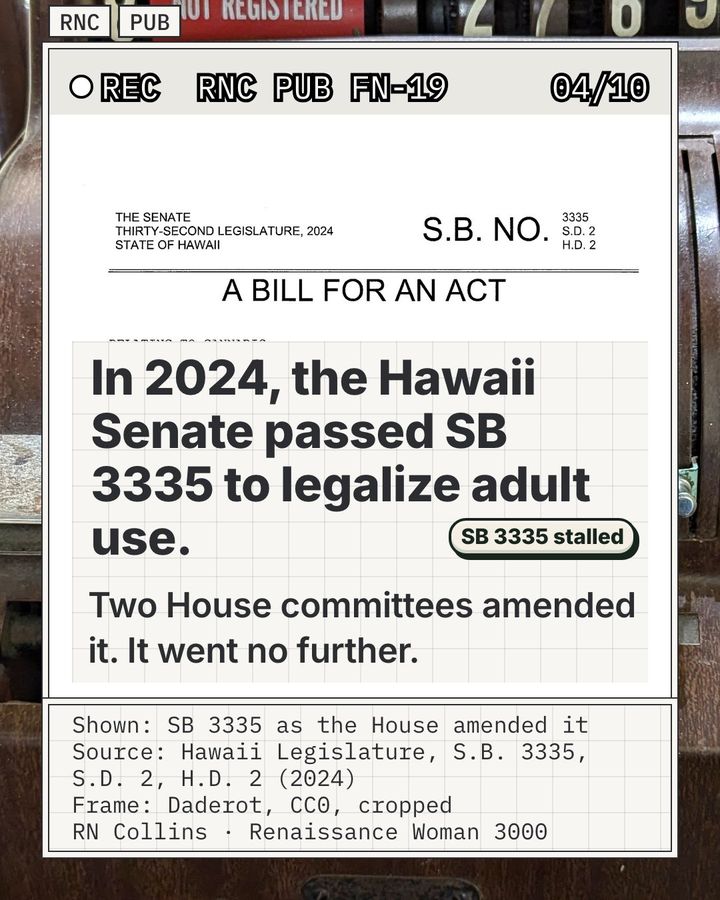 RNC PUB
NOT REGISTERED
REC RNC PUB FN-19 04/10
THE SENATE
THIRTY-SECOND LEGISLATURE, 2024
STATE OF HAWAII
S.B. NO.
3335
S.D. 2
H.D. 2
A BILL FOR AN ACT
RELATING TO CANNABIS
In 2024, the Hawaii
Senate passed SB
3335 to legalize adult
use.
SB 3335 stalled
Two House committees amended
it. It went no further.
Shown: SB 3335 as the House amended it
Source: Hawaii Legislature, S.B. 3335,
S.D. 2, H.D. 2 (2024)
Frame: Daderot, CC0, cropped
RN Collins · Renaissance Woman 3000